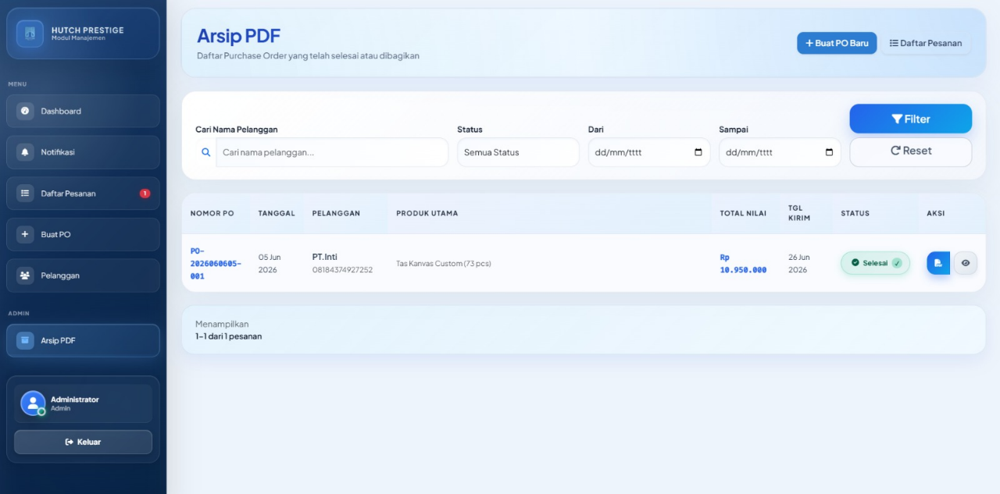 HUTCH PRESTIGE
Modul Manajemen
MENU
Dashboard
Notifikasi
Daftar Pesanan 1
Buat PO
Pelanggan
ADMIN
Arsip PDF
Administrator
Admin
Keluar
Arsip PDF
Daftar Purchase Order yang telah selesai atau dibagikan
+ Buat PO Baru
Daftar Pesanan
Cari Nama Pelanggan
Cari nama pelanggan...
Status
Semua Status
Dari
dd/mm/tttt
Sampai
dd/mm/tttt
Filter
Reset
NOMOR PO TANGGAL PELANGGAN PRODUK UTAMA TOTAL NILAI TGL KIRIM STATUS AKSI
PO-
2026060605-
001
05 Jun
2026
PT.Inti
08184374927252
Tas Kanvas Custom (73 pcs)
Rp
10.950.000
26 Jun
2026
Selesai ✓
Menampilkan
1-1 dari 1 pesanan